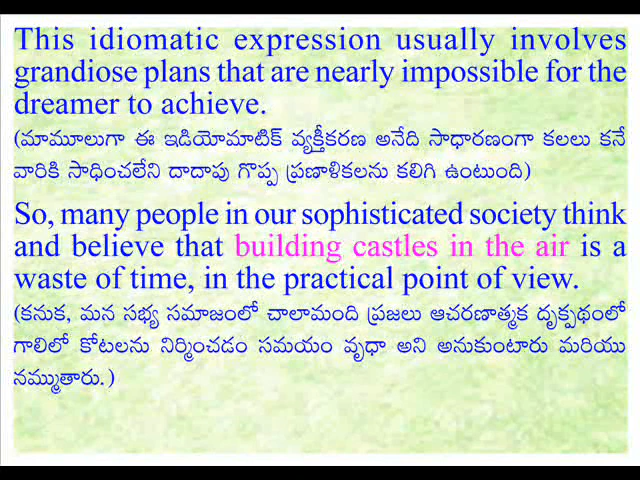 This idiomatic expression usually involves
grandiose plans that are nearly impossible for the
dreamer to achieve.
(మామూలుగా ఈ ఇడియోమాటిక్ వ్యక్తీకరణ అనేది సాధారణంగా కలలు కనే
వారికి సాధించలేని దాదాపు గొప్ప ప్రణాళికలను కలిగి ఉంటుంది)
So, many people in our sophisticated society think
and believe that building castles in the air is a
waste of time, in the practical point of view.
(కనుక, మన సభ్య సమాజంలో చాలామంది ప్రజలు ఆచరణాత్మక దృక్పథంలో
గాలిలో కోటలను నిర్మించడం సమయం వృధా అని అనుకుంటారు మరియు
నమ్ముతారు.)